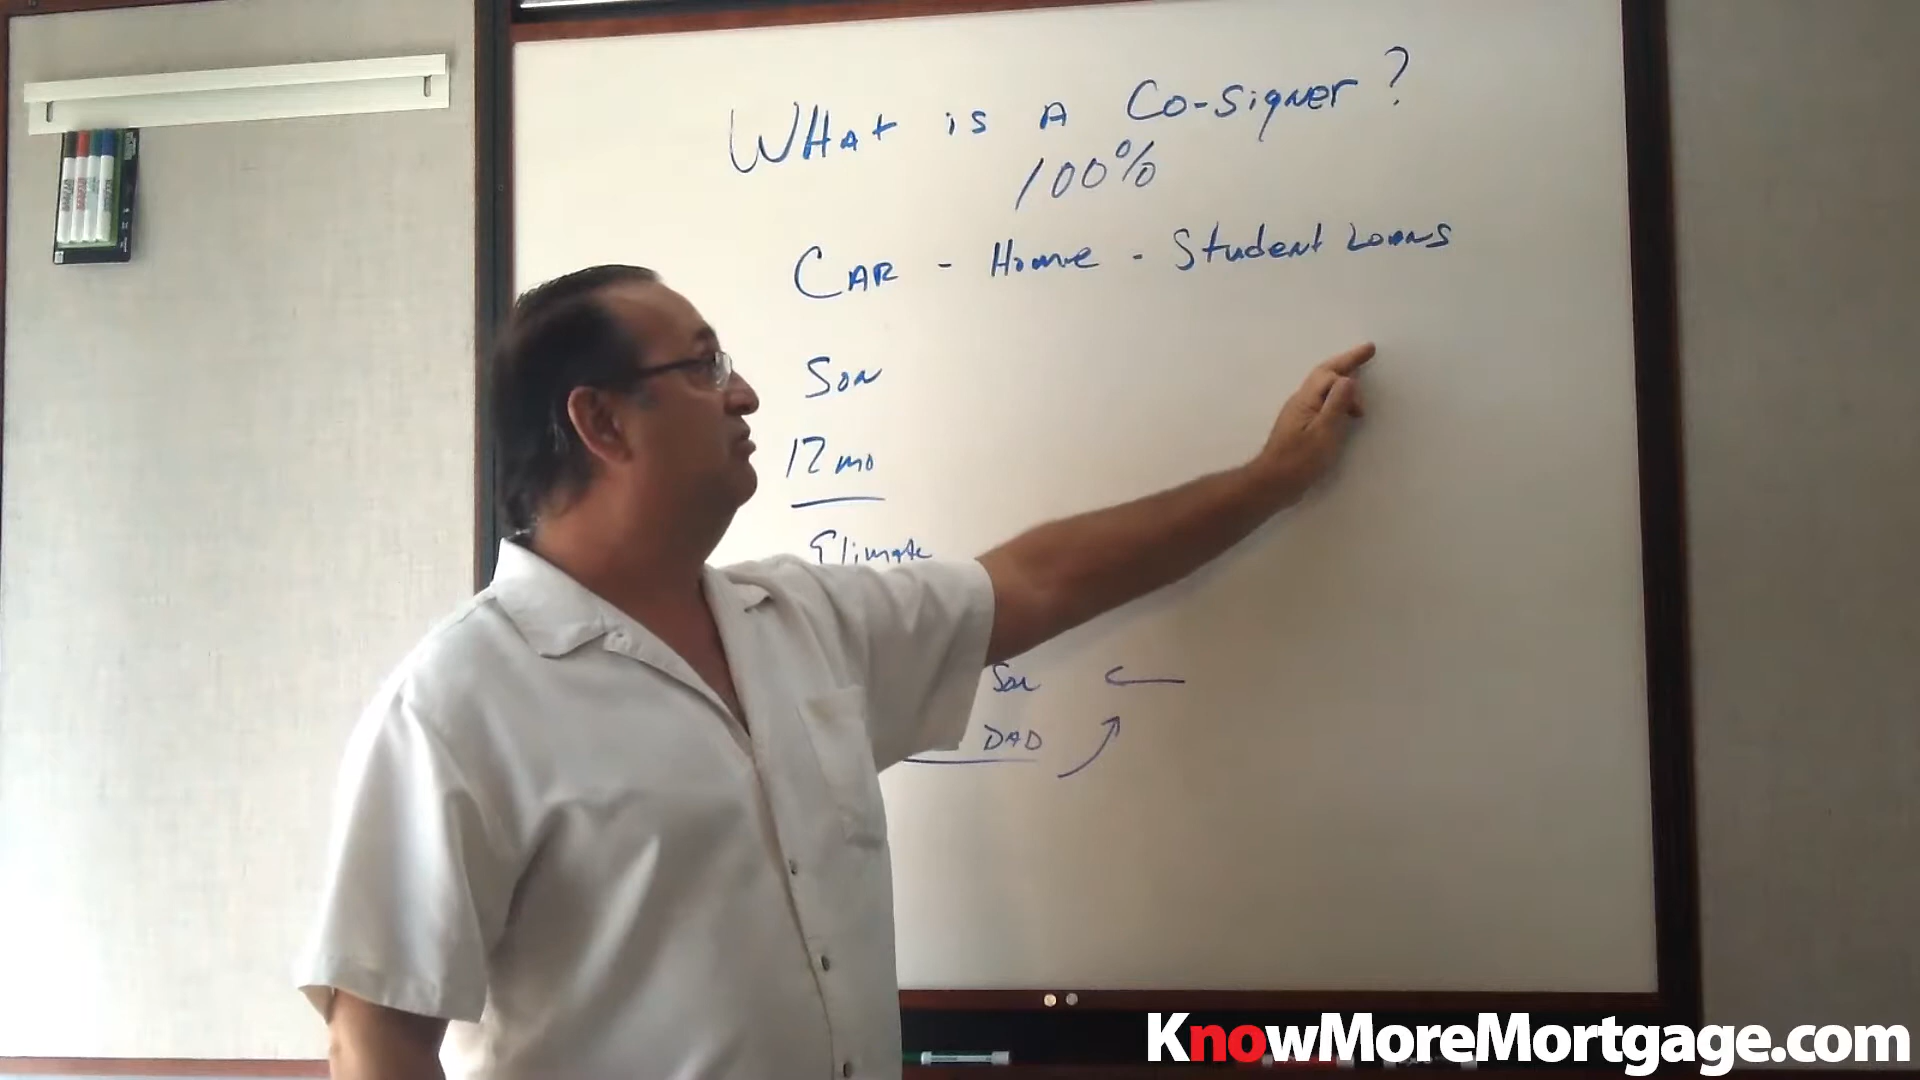 WHAt is A Co-signer?
100%
CAR - Home - Student Loans
Son
12 mo
Son
DAD
KnowMoreMortgage.com